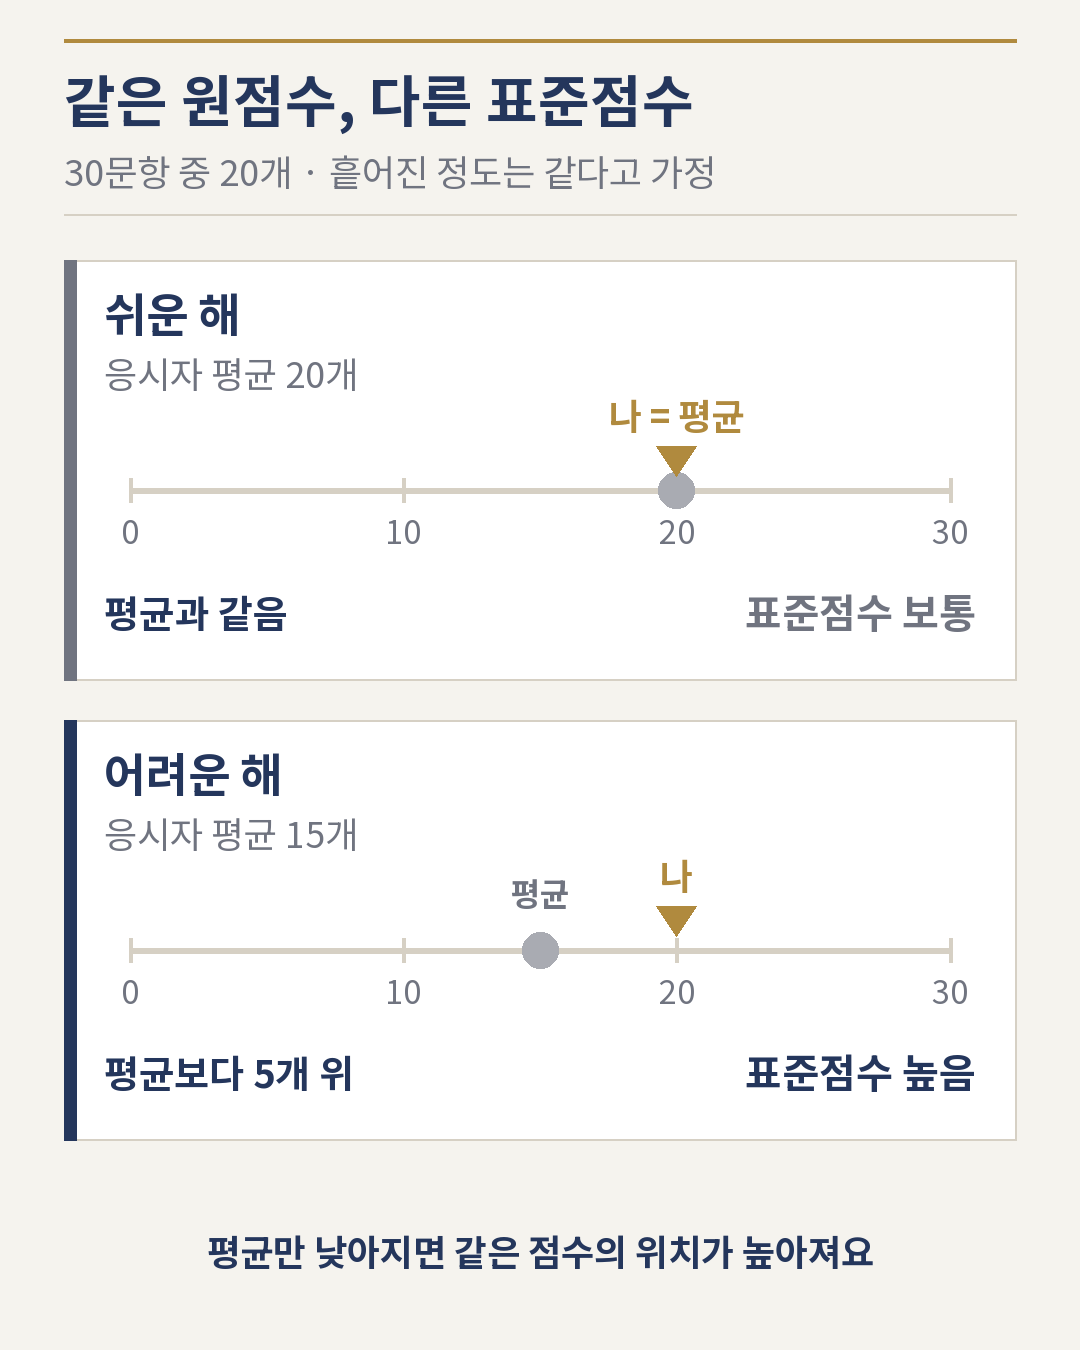 같은 원점수, 다른 표준점수
30문항 중 20개 · 흩어진 정도는 같다고 가정
쉬운 해
응시자 평균 20개
나 = 평균
0 10 20 30
평균과 같음 표준점수 보통
어려운 해
응시자 평균 15개
평균 나
0 10 20 30
평균보다 5개 위 표준점수 높음
평균만 낮아지면 같은 점수의 위치가 높아져요